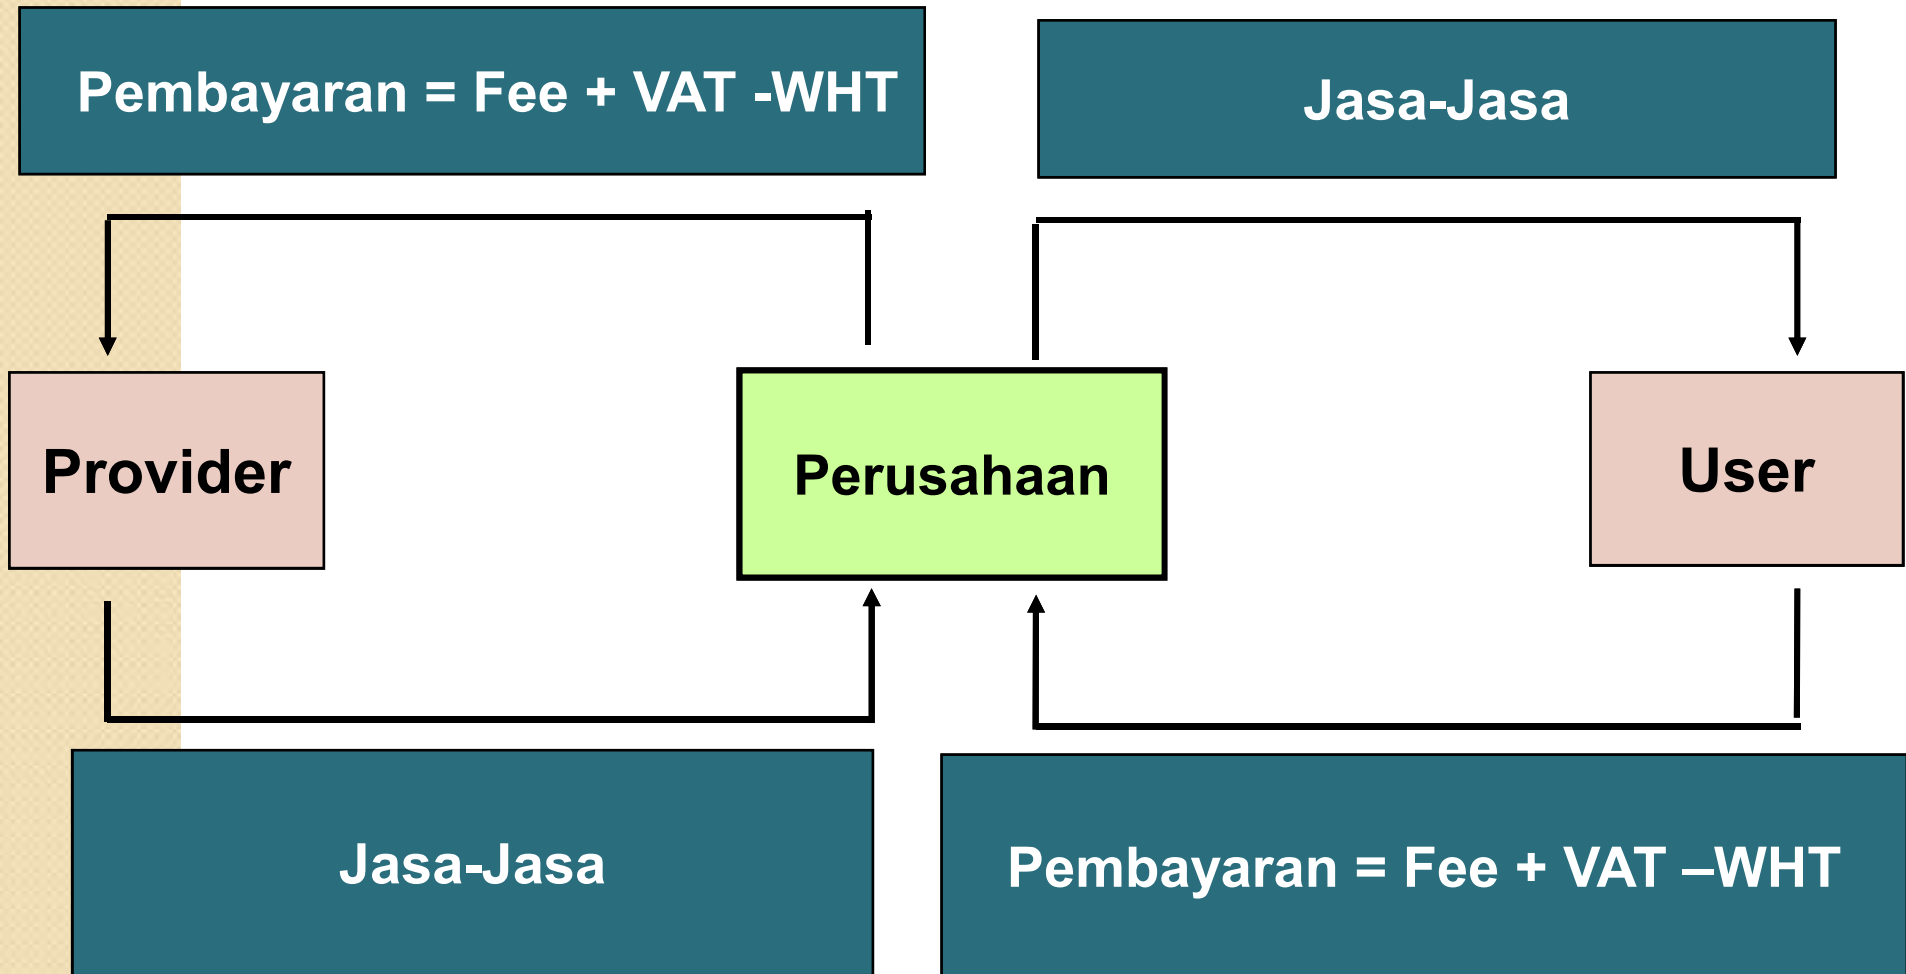 Pembayaran = Fee + VAT -WHT
Jasa-Jasa
Provider
Perusahaan
User
Jasa-Jasa
Pembayaran = Fee + VAT –WHT